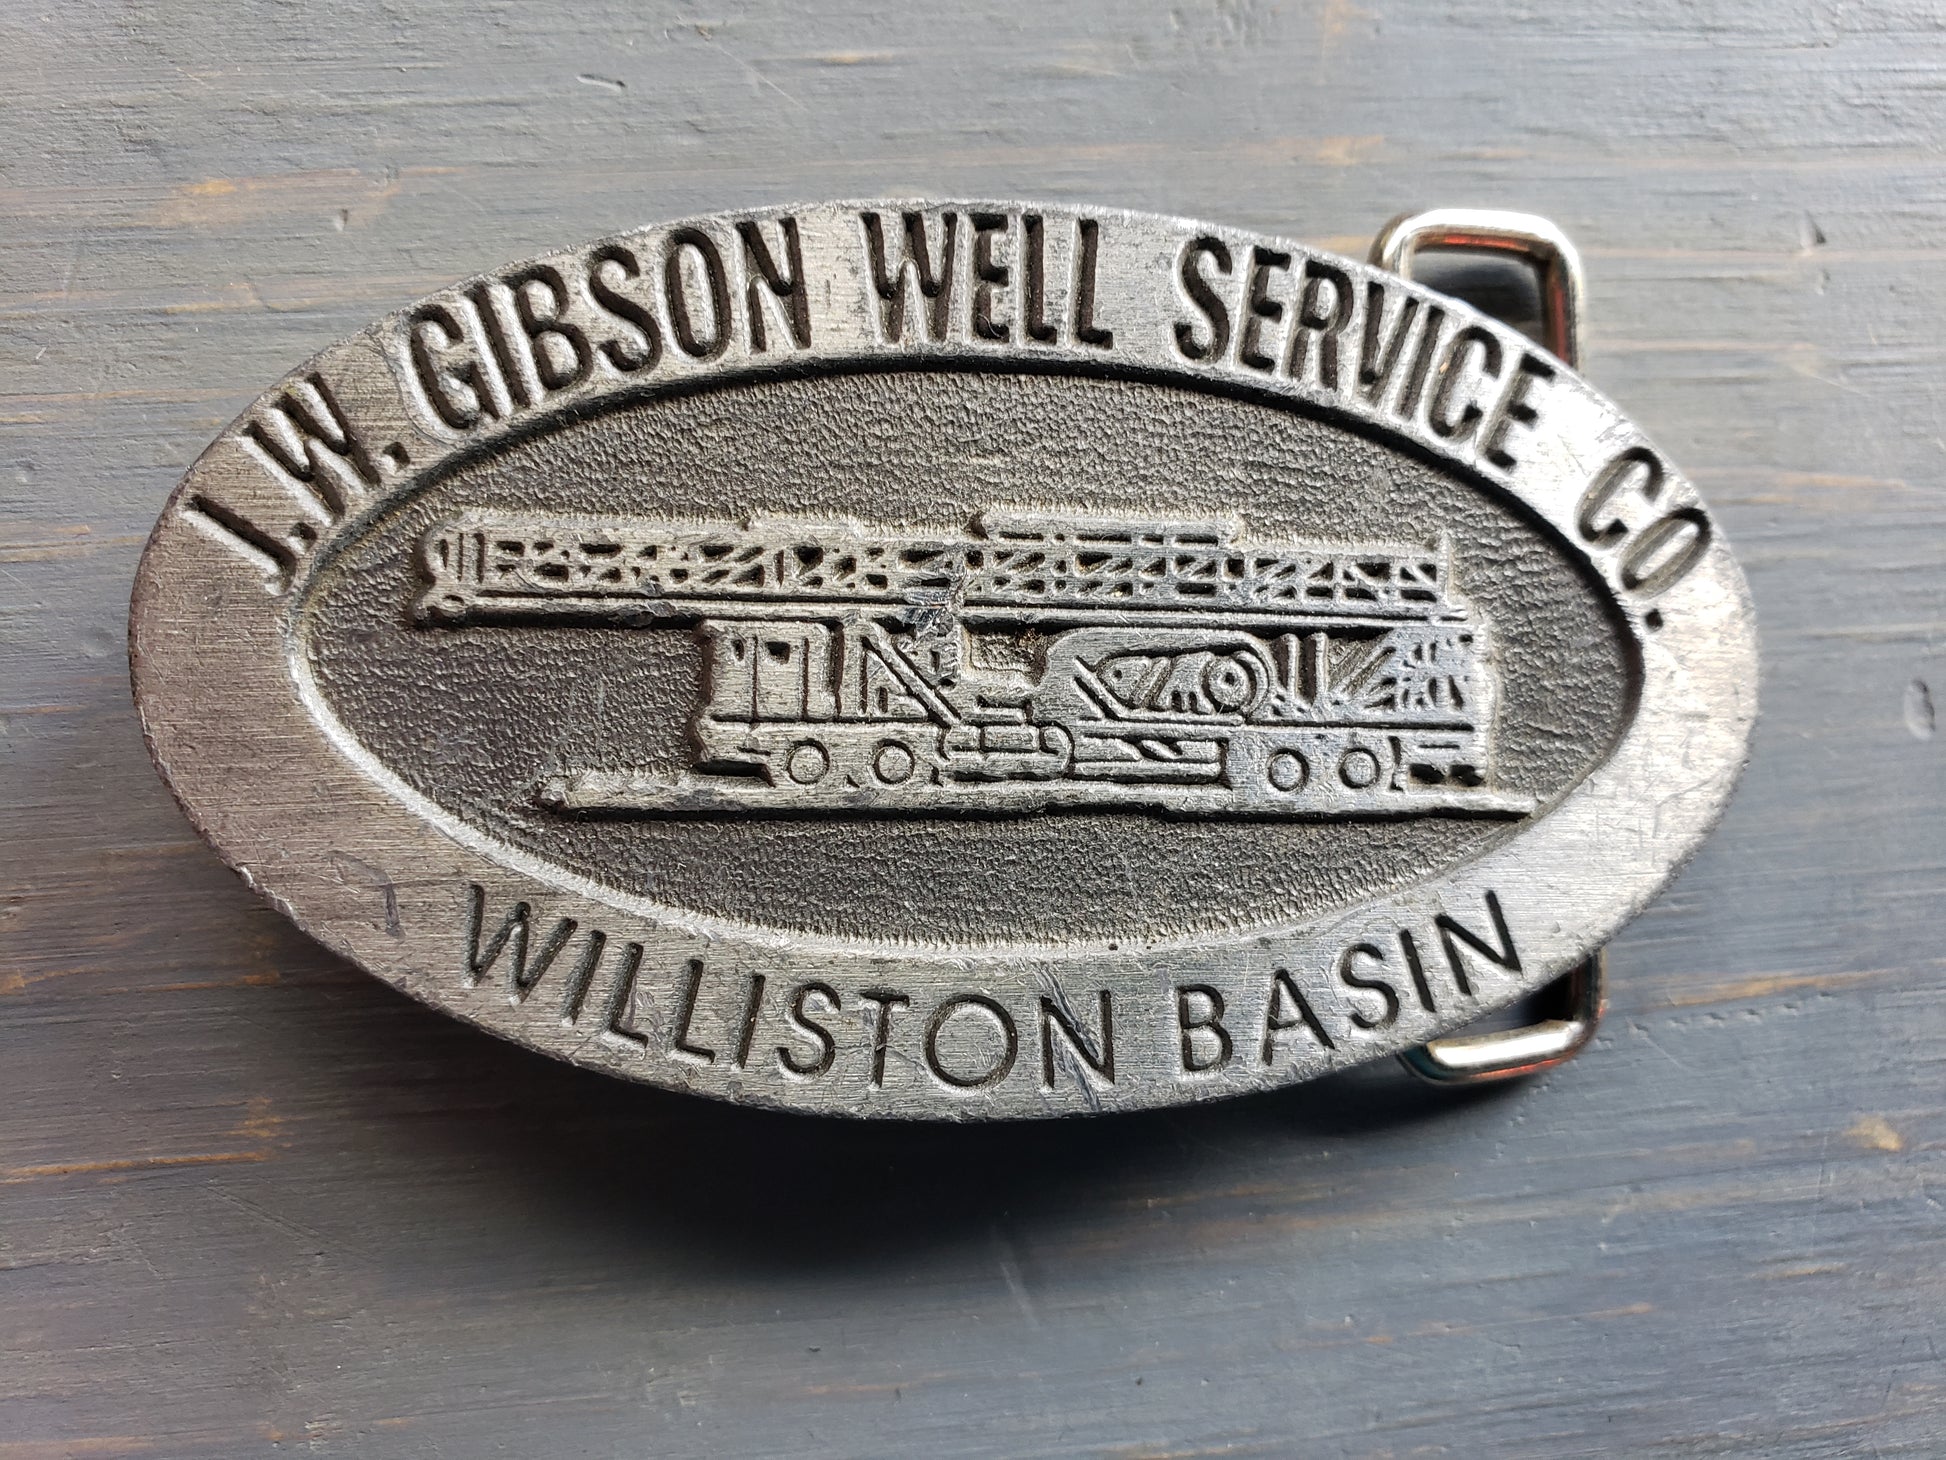 J.W. GIBSON WELL SERVICE CO.
WILLISTON BASIN